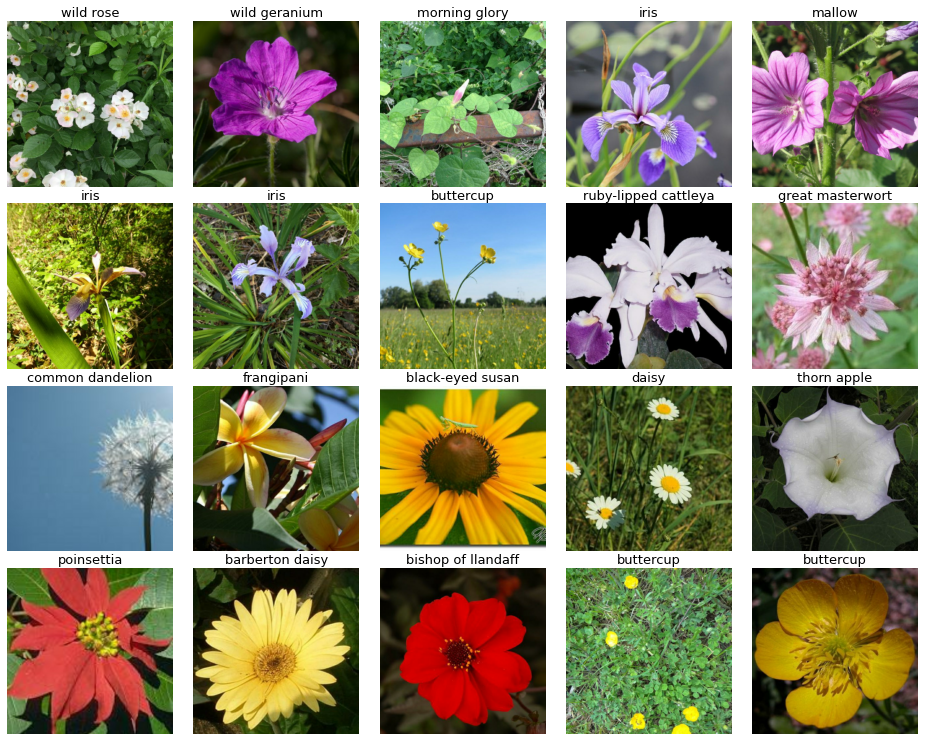 wild rose
wild geranium
morning glory
iris
mallow
iris
iris
buttercup
ruby-lipped cattleya
great masterwort
common dandelion
frangipani
black-eyed susan
daisy
thorn apple
poinsettia
barberton daisy
bishop of llandaff
buttercup
buttercup